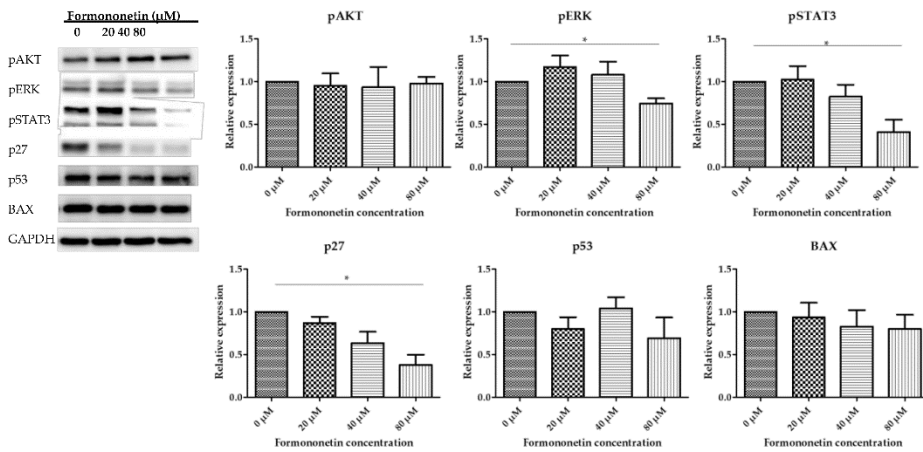 Formononetin (µM)
0 20 40 80
pAKT
pERK
pSTAT3
p27
p53
BAX
GAPDH
pAKT
Relative expression
1.5
1.0
0.5
0.0
0 µM
20 µM
40 µM
80 µM
Formononetin concentration
pERK
*
Relative expression
1.5
1.0
0.5
0.0
0 µM
20 µM
40 µM
80 µM
Formononetin concentration
pSTAT3
*
Relative expression
1.5
1.0
0.5
0.0
0 µM
20 µM
40 µM
80 µM
Formononetin concentration
p27
*
Relative expression
1.5
1.0
0.5
0.0
0 µM
20 µM
40 µM
80 µM
Formononetin concentration
p53
Relative expression
1.5
1.0
0.5
0.0
0 µM
20 µM
40 µM
80 µM
Formononetin concentration
BAX
Relative expression
1.5
1.0
0.5
0.0
0 µM
20 µM
40 µM
80 µM
Formononetin concentration